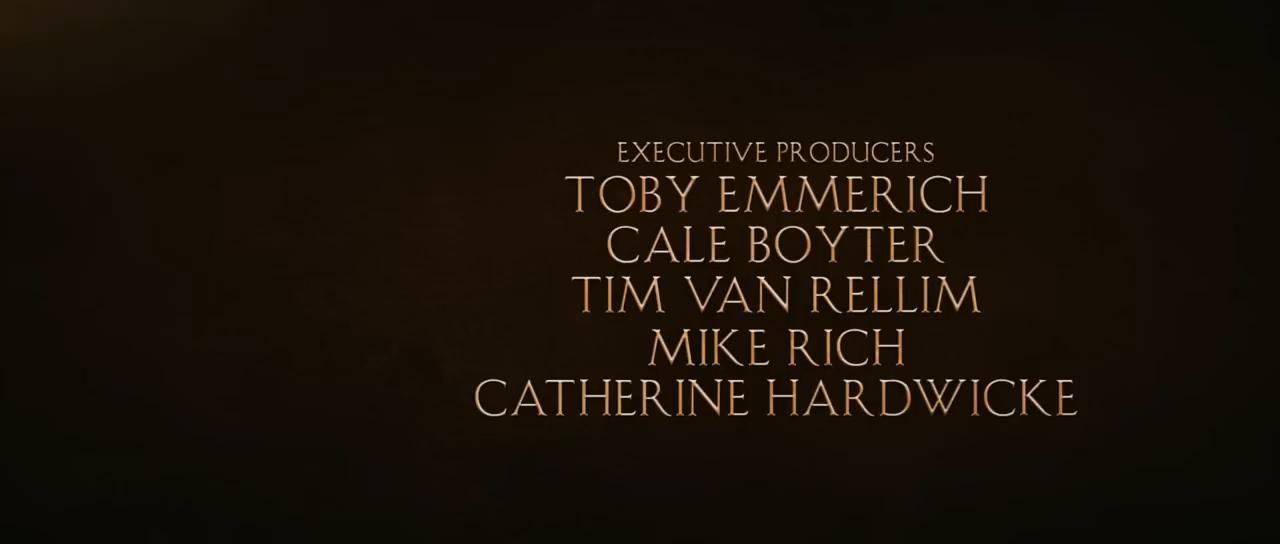 EXECUTIVE PRODUCERS
TOBY EMMERICH
CALE BOYTER
TIM VAN RELLIM
MIKE RICH
CATHERINE HARDWICKE